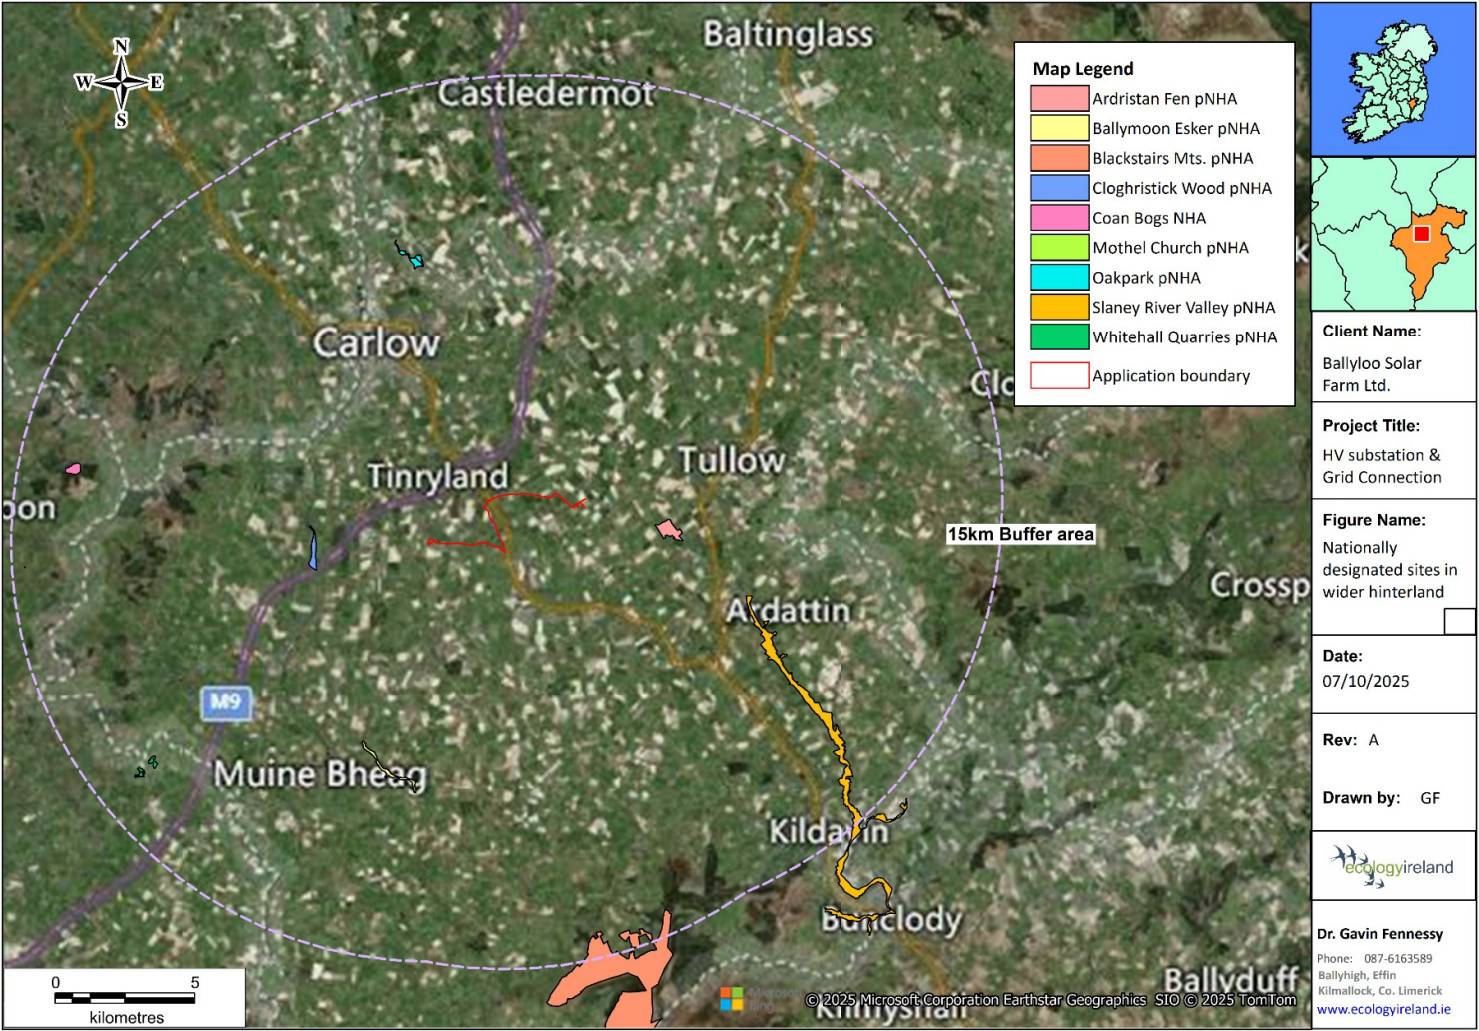 N
W
E
S
Baltinglass
Castledermot
Carlow
Tinryland
Tullow
15km Buffer area
Ardattin
M9
Muine Bheag
Kildavin
Bunclody
Ballyduff
0 5
kilometres
© 2025 Microsoft Corporation Earthstar Geographics SIO © 2025 TomTom
Map Legend
Ardristan Fen pNHA
Ballymoon Esker pNHA
Blackstairs Mts. pNHA
Cloghristick Wood pNHA
Coan Bogs NHA
Mothel Church pNHA
Oakpark pNHA
Slaney River Valley pNHA
Whitehall Quarries pNHA
Application boundary
Clo
oon
Crossp
k
Client Name:
Ballyloo Solar
Farm Ltd.
Project Title:
HV substation &
Grid Connection
Figure Name:
Nationally
designated sites in
wider hinterland
Date:
07/10/2025
Rev: A
Drawn by: GF
ecologyireland
Dr. Gavin Fennessy
Phone: 087-6163589
Ballyhigh, Effin
Kilmallock, Co. Limerick
www.ecologyireland.ie